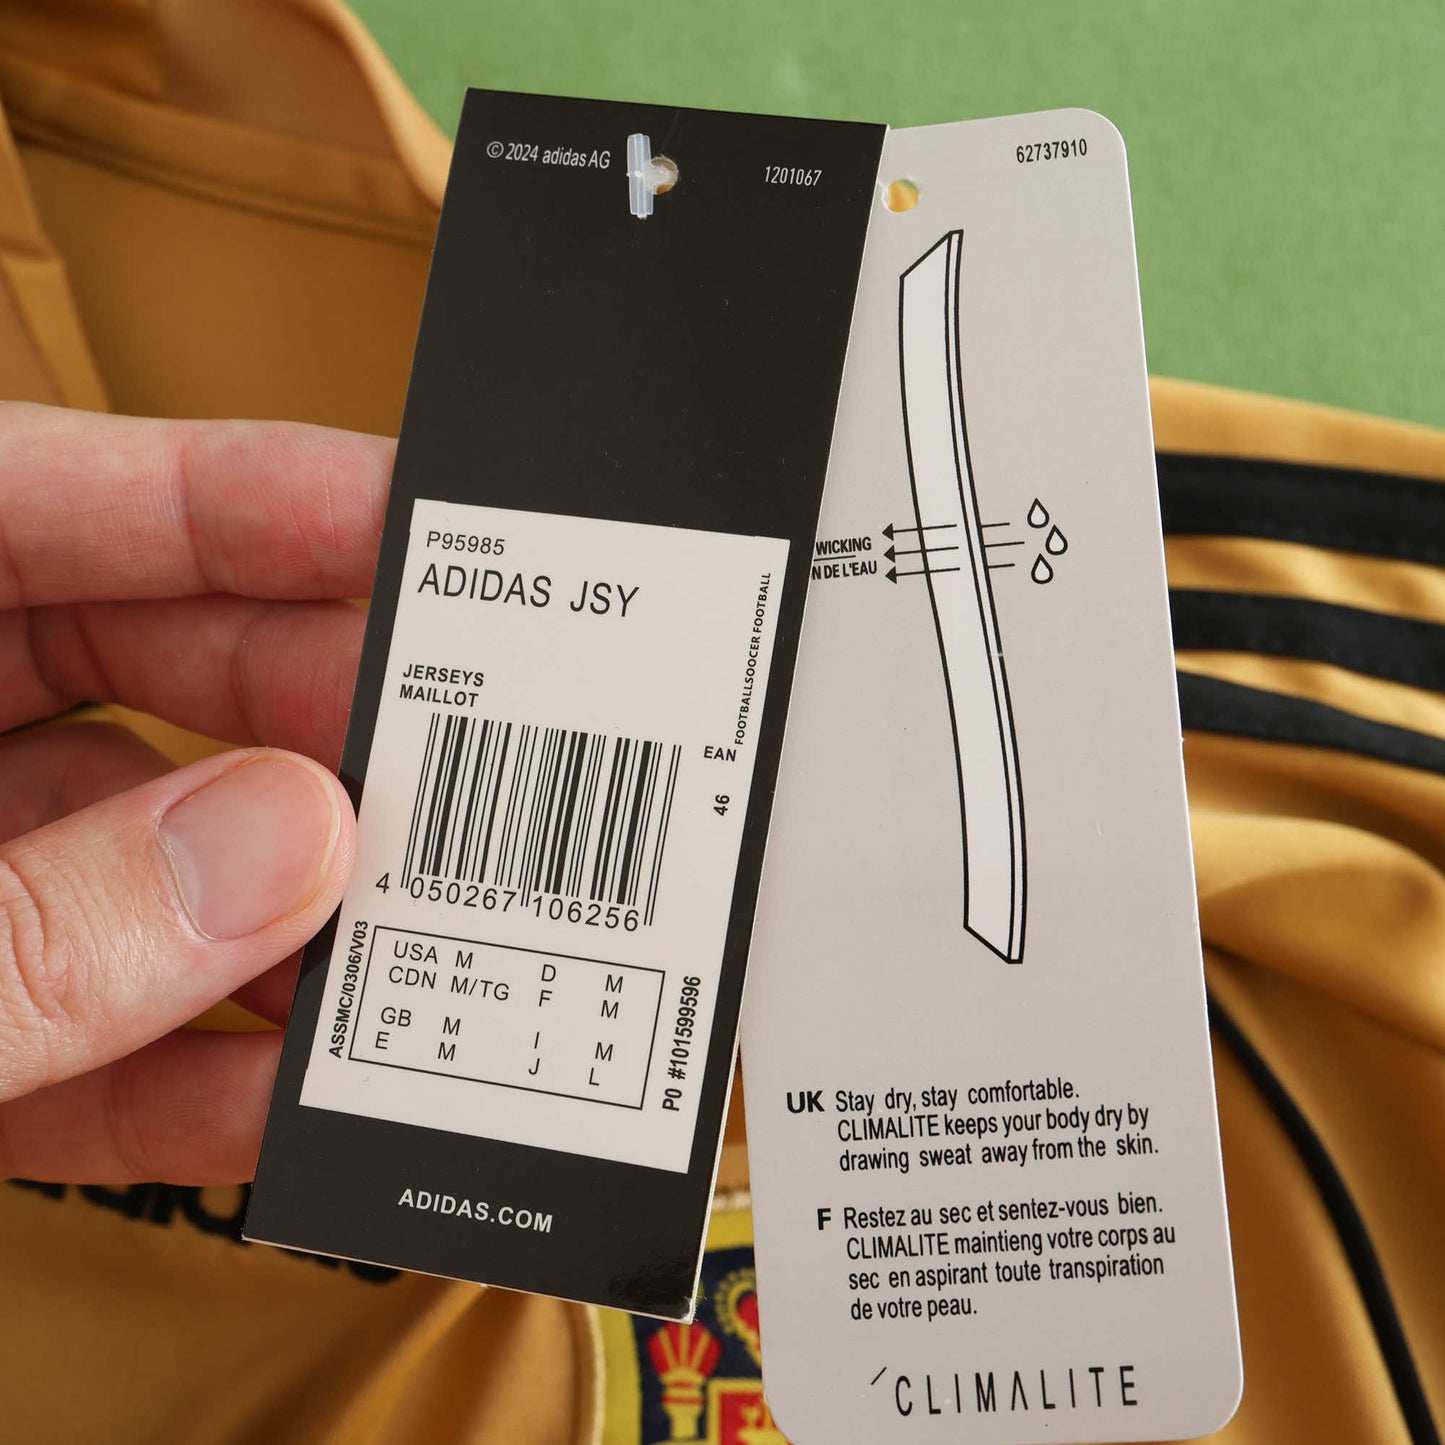 © 2024 adidas AG
1201067
P95985
ADIDAS JSY
FOOTBALLSOOCER FOOTBALL
JERSEYS
MAILLOT
EAN
46
4 050267 106256
ASSMC/0306/V03
USA M D M
CDN M/TG F M
GB M I M
E M J L
PO #101599596
ADIDAS.COM
62737910
WICKING
N DE L'EAU
UK Stay dry, stay comfortable.
CLIMALITE keeps your body dry by
drawing sweat away from the skin.
F Restez au sec et sentez-vous bien.
CLIMALITE maintieng votre corps au
sec en aspirant toute transpiration
de votre peau.
CLIMALITE
adidas